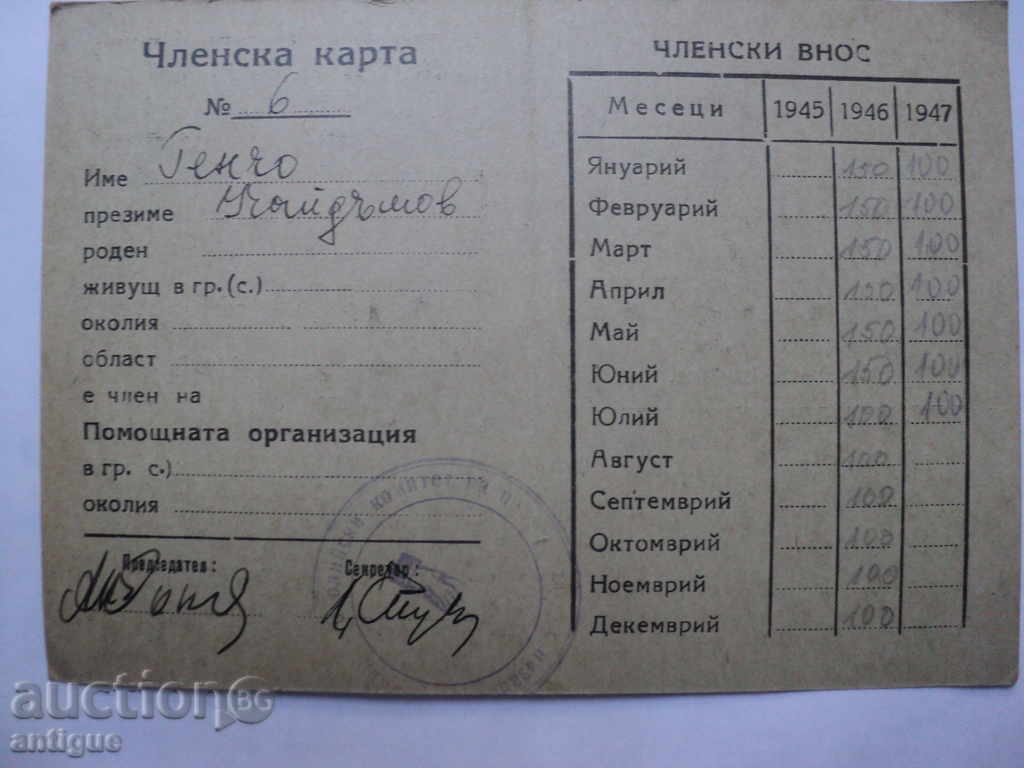 Членска карта
№ 6
Име Генчо
презиме
роден
живущ в гр.(с.)
околия
област
е член на
Помощната организация
в гр. с.)
околия
Председател:
Секретар:
ЧЛЕНСКИ ВНОС
Месеци 1945 1946 1947
Януарий 150 100
Февруарий 150 100
Март 150 100
Април 150 100
Май 150 100
Юний 150 100
Юлий 100 100
Август 100
Септемврий 100
Октомврий 100
Ноемврий 100
Декемврий 100
auction BG
antique